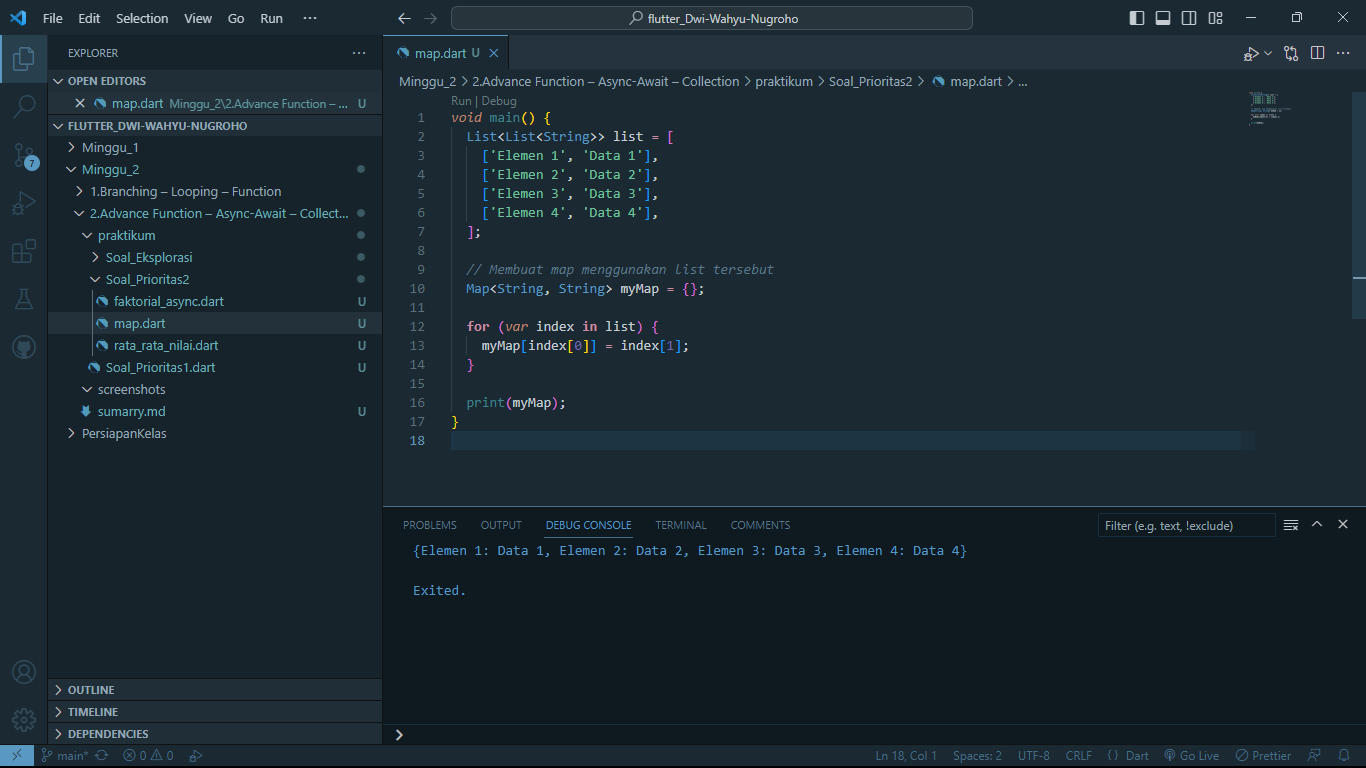 File Edit Selection View Go Run ··· flutter_Dwi-Wahyu-Nugroho
EXPLORER ···
OPEN EDITORS
map.dart Minggu_2\2.Advance Function – ... U
FLUTTER_DWI-WAHYU-NUGROHO
Minggu_1
Minggu_2
1.Branching – Looping – Function
2.Advance Function – Async-Await – Collect...
praktikum
Soal_Eksplorasi
Soal_Prioritas2
faktorial_async.dart U
map.dart U
rata_rata_nilai.dart U
Soal_Prioritas1.dart U
screenshots
sumarry.md U
PersiapanKelas
OUTLINE
TIMELINE
DEPENDENCIES
7
map.dart U
Minggu_2 > 2.Advance Function – Async-Await – Collection > praktikum > Soal_Prioritas2 > map.dart > ...
Run | Debug
1 void main() {
2 List<List<String>> list = [
3 ['Elemen 1', 'Data 1'],
4 ['Elemen 2', 'Data 2'],
5 ['Elemen 3', 'Data 3'],
6 ['Elemen 4', 'Data 4'],
7 ];
8
9 // Membuat map menggunakan list tersebut
10 Map<String, String> myMap = {};
11
12 for (var index in list) {
13 myMap[index[0]] = index[1];
14 }
15
16 print(myMap);
17 }
18
PROBLEMS OUTPUT DEBUG CONSOLE TERMINAL COMMENTS Filter (e.g. text, !exclude)
{Elemen 1: Data 1, Elemen 2: Data 2, Elemen 3: Data 3, Elemen 4: Data 4}
Exited.
main* 0 0 Ln 18, Col 1 Spaces: 2 UTF-8 CRLF {} Dart Go Live Prettier